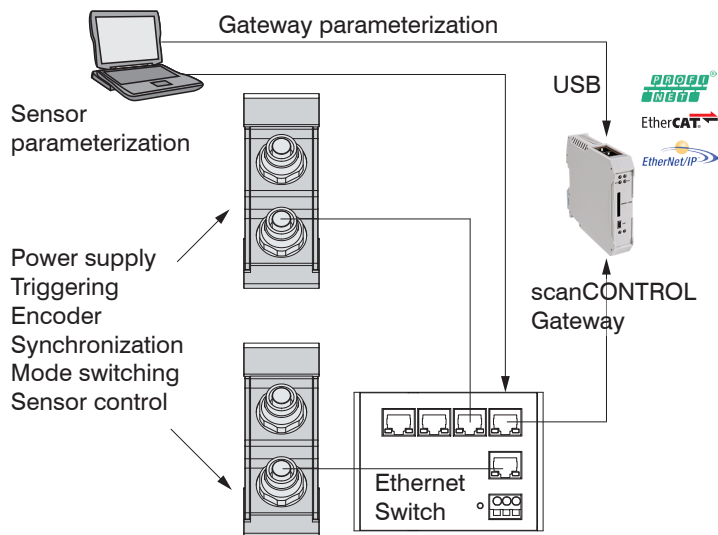 Gateway parameterization
USB
PROFI
NET
EtherCAT
EtherNet/IP
Sensor
parameterization
Power supply
Triggering
Encoder
Synchronization
Mode switching
Sensor control
scanCONTROL
Gateway
Ethernet
Switch